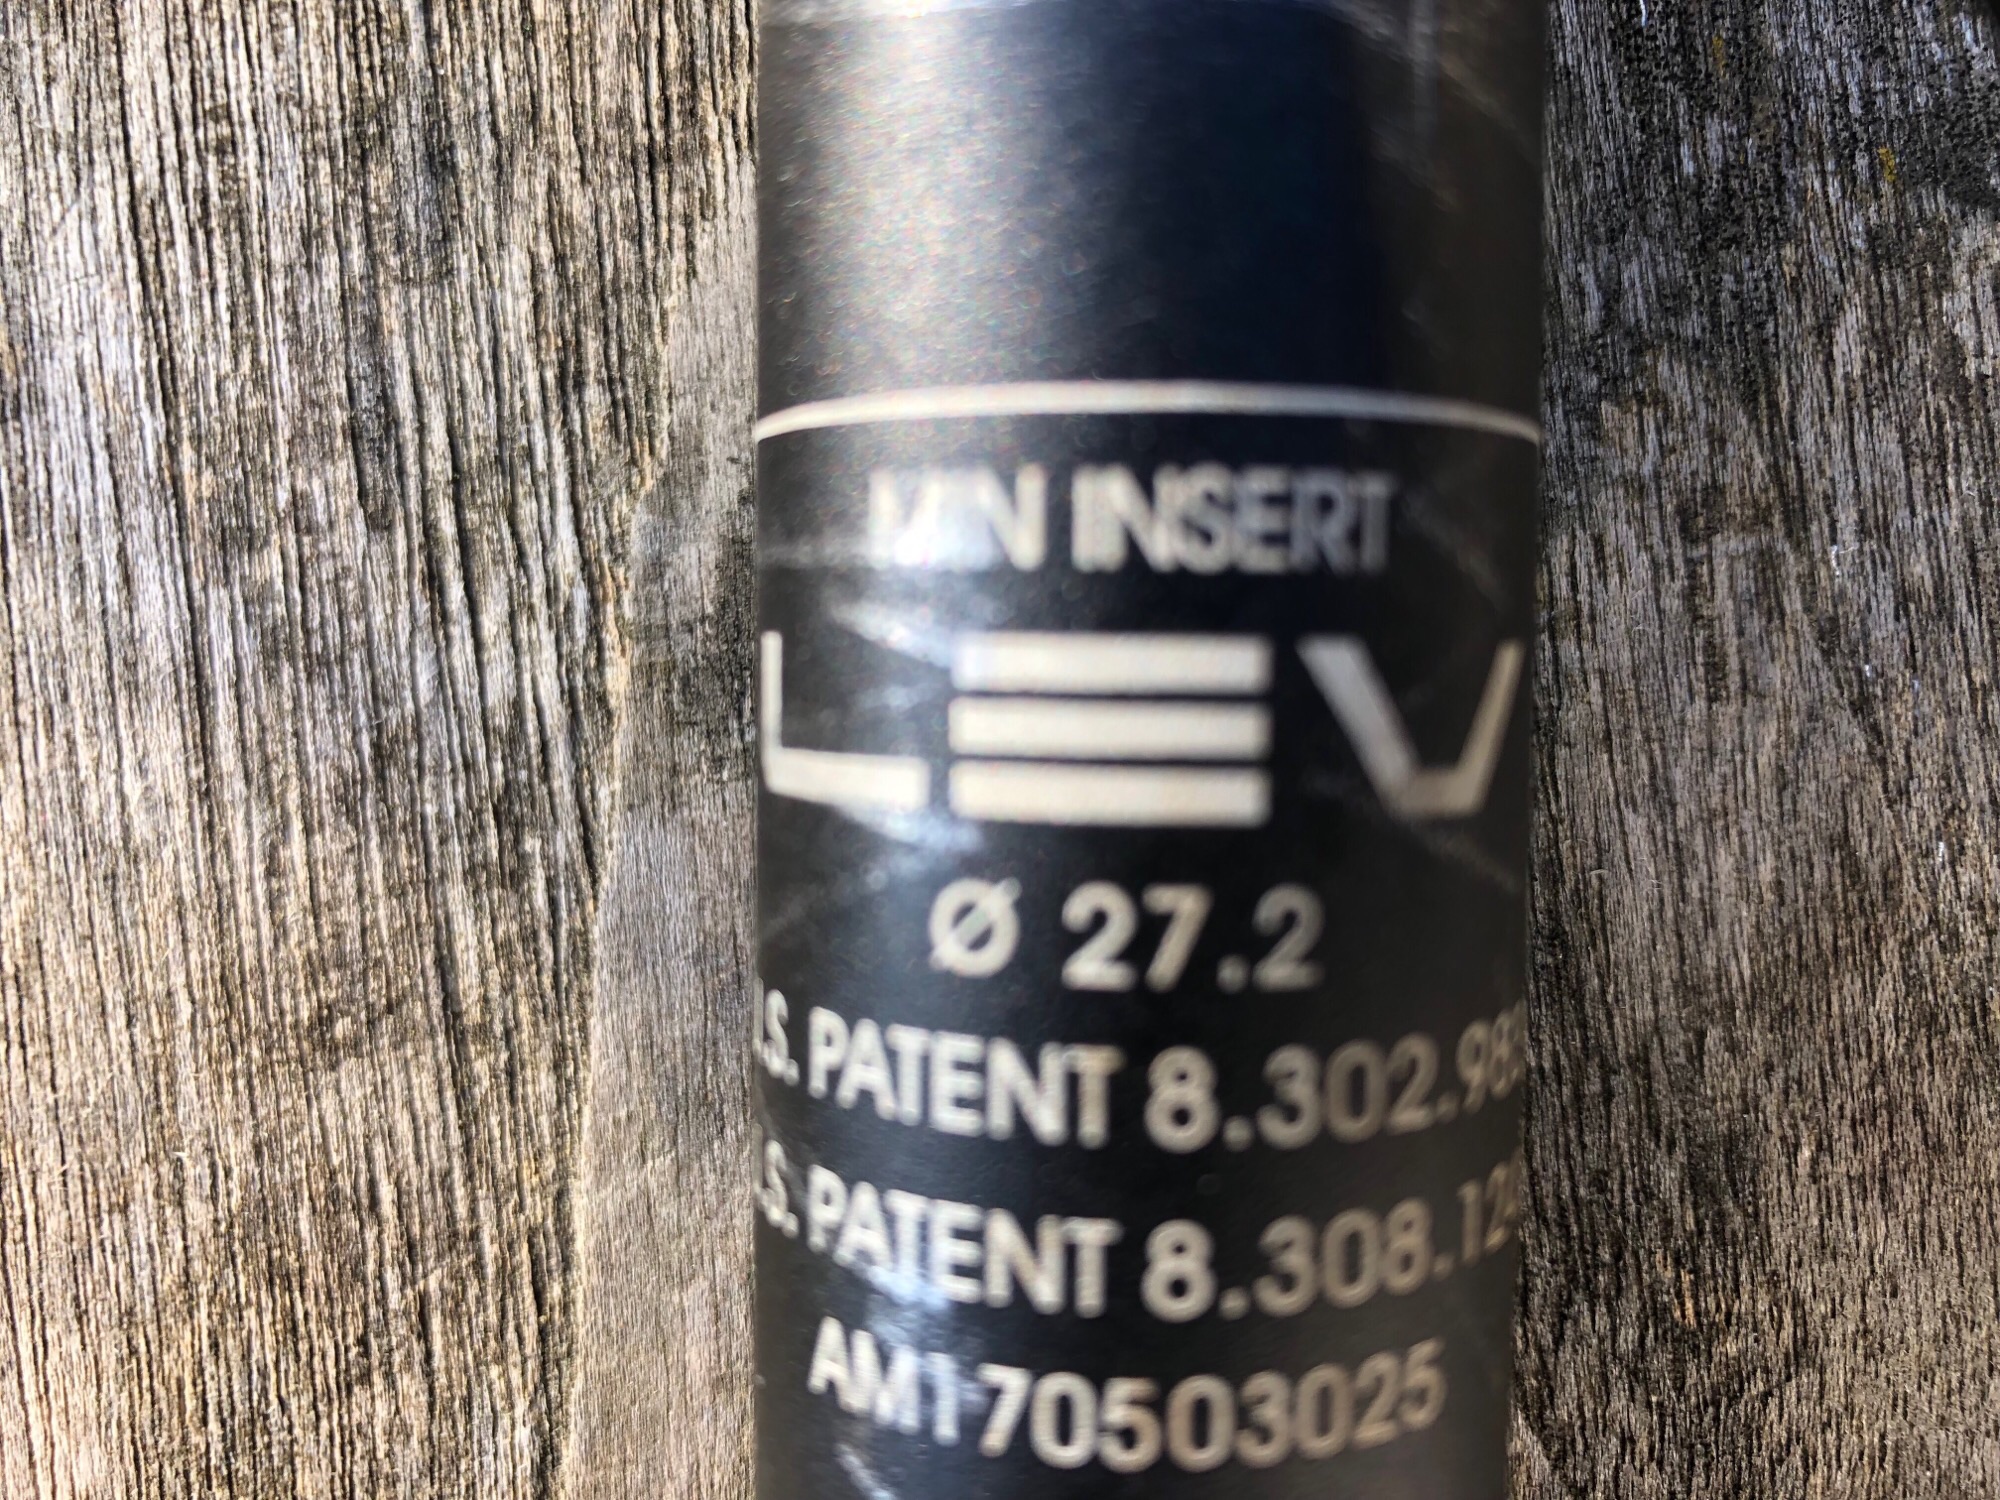 MIN INSERT
LEV
Ø 27.2
.S. PATENT 8.302.98
.S. PATENT 8.308.12
AM170503025